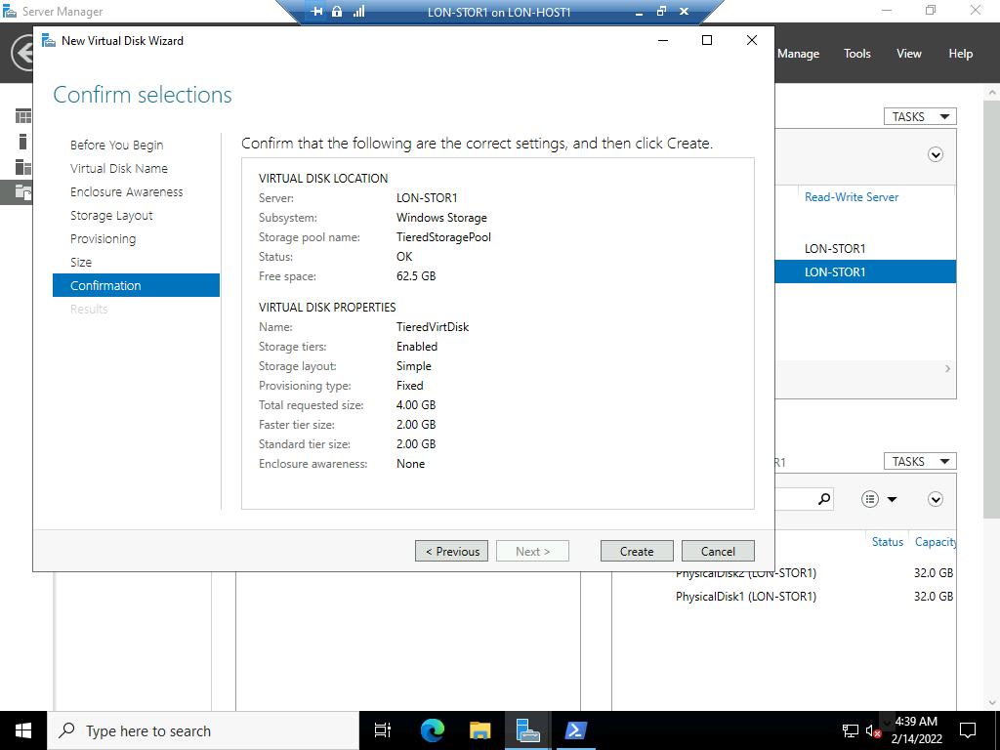 Server Manager
LON-STOR1 on LON-HOST1
New Virtual Disk Wizard
Manage Tools View Help
Confirm selections
TASKS
Before You Begin
Virtual Disk Name
Enclosure Awareness
Storage Layout
Provisioning
Size
Confirmation
Results
Confirm that the following are the correct settings, and then click Create.
VIRTUAL DISK LOCATION
Server: LON-STOR1
Subsystem: Windows Storage
Storage pool name: TieredStoragePool
Status: OK
Free space: 62.5 GB
VIRTUAL DISK PROPERTIES
Name: TieredVirtDisk
Storage tiers: Enabled
Storage layout: Simple
Provisioning type: Fixed
Total requested size: 4.00 GB
Faster tier size: 2.00 GB
Standard tier size: 2.00 GB
Enclosure awareness: None
Read-Write Server
LON-STOR1
LON-STOR1
R1 TASKS
Status Capacity
< Previous Next > Create Cancel
PhysicalDisk2 (LON-STOR1) 32.0 GB
PhysicalDisk1 (LON-STOR1) 32.0 GB
Type here to search
4:39 AM
2/14/2022